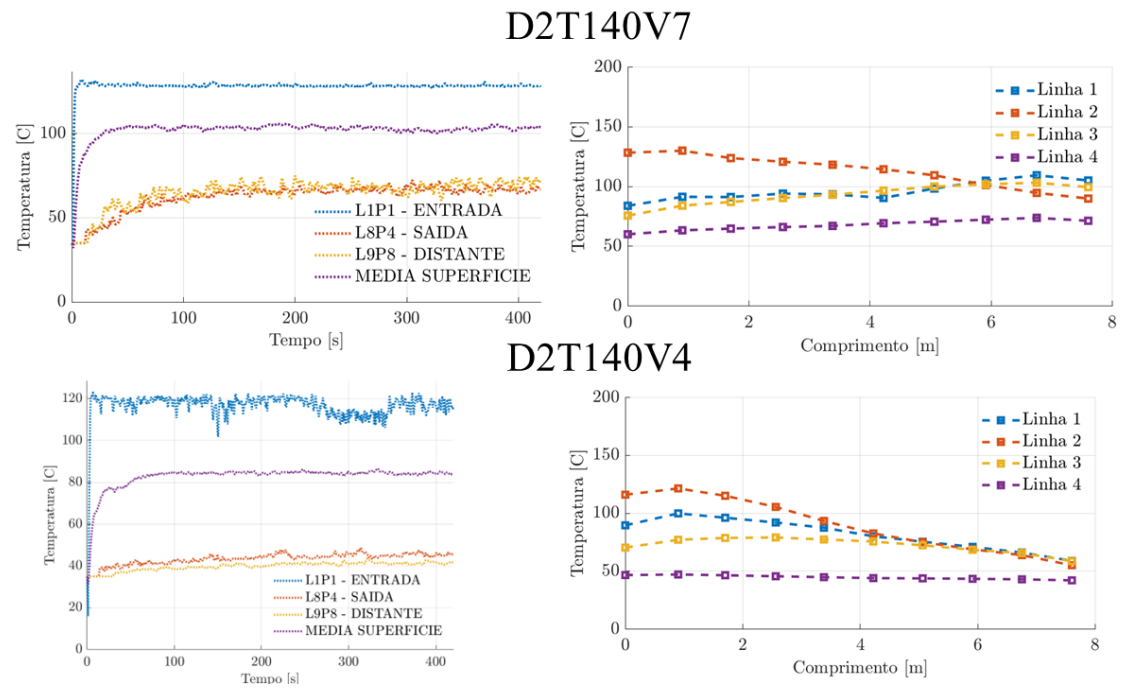 D2T140V7
Temperatura [C]
100
50
0
0 100 200 300 400
Tempo [s]
L1P1 - ENTRADA
L8P4 - SAIDA
L9P8 - DISTANTE
MEDIA SUPERFICIE
Temperatura [C]
200
150
100
50
0
0 2 4 6 8
Comprimento [m]
Linha 1
Linha 2
Linha 3
Linha 4
D2T140V4
Temperatura [C]
120
100
80
60
40
20
0
0 100 200 300 400
Tempo [s]
L1P1 - ENTRADA
L8P4 - SAIDA
L9P8 - DISTANTE
MEDIA SUPERFICIE
Temperatura [C]
200
150
100
50
0
0 2 4 6 8
Comprimento [m]
Linha 1
Linha 2
Linha 3
Linha 4